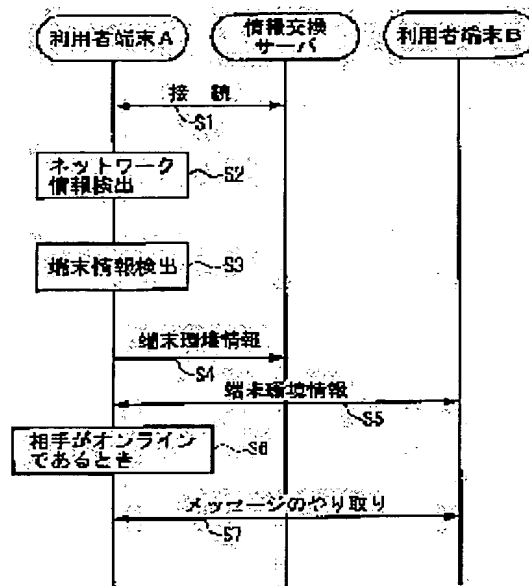 利用者端末A
情報交換
サーバ
利用者端末B
接 続
S1
ネットワーク
情報検出
S2
端末情報検出
S3
端末環境情報
S4
端末環境情報
S5
相手がオンライン
であるとき
S6
メッセージのやり取り
S7